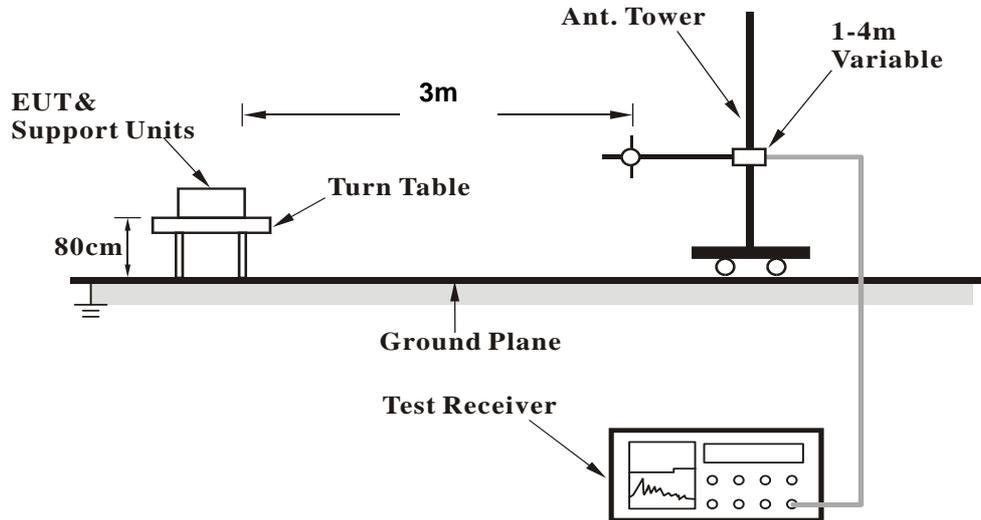 Ant. Tower
1-4m
Variable
3m
EUT&
Support Units
Turn Table
80cm
Ground Plane
Test Receiver